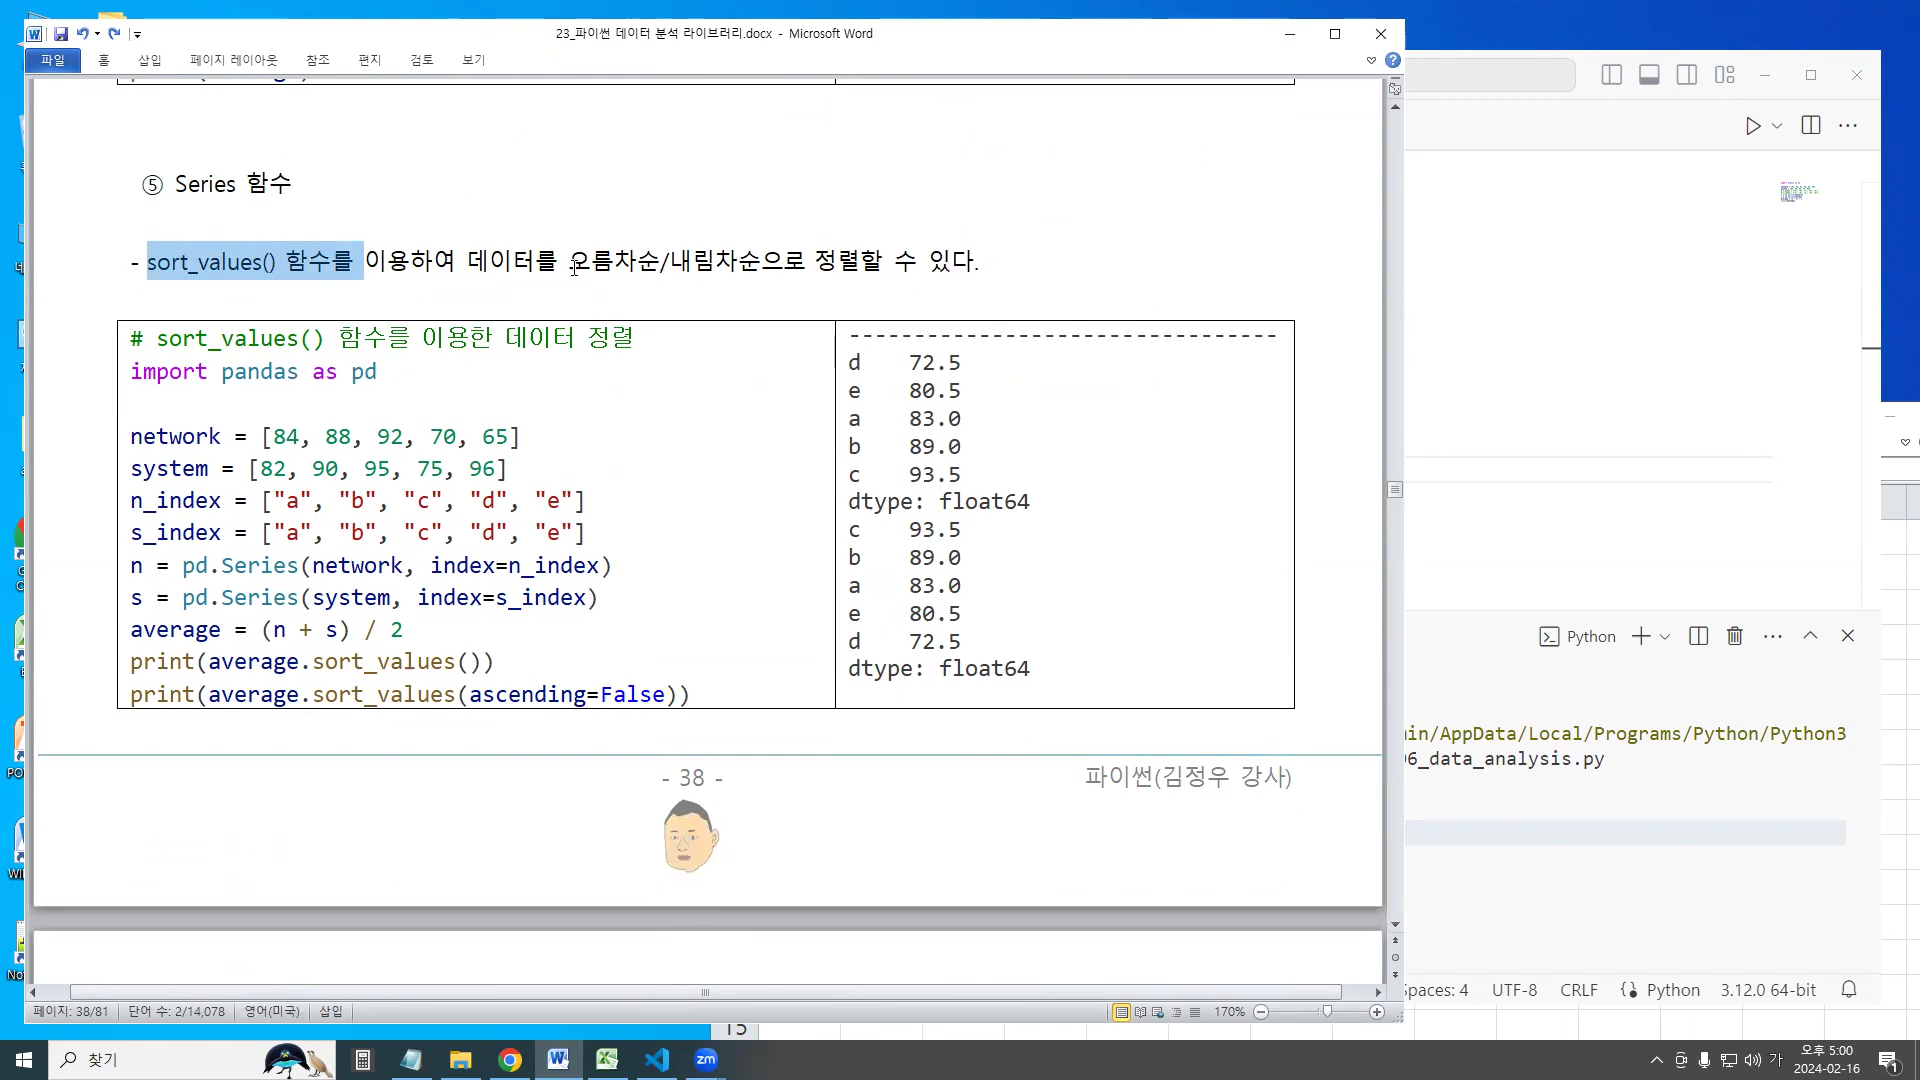 23_파이썬 데이터 분석 라이브러리.docx - Microsoft Word
파일 홈 삽입 페이지 레이아웃 참조 편지 검토 보기
⑤ Series 함수
- sort_values() 함수를 이용하여 데이터를 오름차순/내림차순으로 정렬할 수 있다.
# sort_values() 함수를 이용한 데이터 정렬
import pandas as pd
network = [84, 88, 92, 70, 65]
system = [82, 90, 95, 75, 96]
n_index = ["a", "b", "c", "d", "e"]
s_index = ["a", "b", "c", "d", "e"]
n = pd.Series(network, index=n_index)
s = pd.Series(system, index=s_index)
average = (n + s) / 2
print(average.sort_values())
print(average.sort_values(ascending=False))
---------------------------------
d 72.5
e 80.5
a 83.0
b 89.0
c 93.5
dtype: float64
c 93.5
b 89.0
a 83.0
e 80.5
d 72.5
dtype: float64
- 38 -
파이썬(김정우 강사)
Python
in/AppData/Local/Programs/Python/Python3
6_data_analysis.py
페이지: 38/81 단어 수: 2/14,078 영어(미국) 삽입 170%
Spaces: 4 UTF-8 CRLF Python 3.12.0 64-bit
15
찾기
가
오후 5:00
2024-02-16